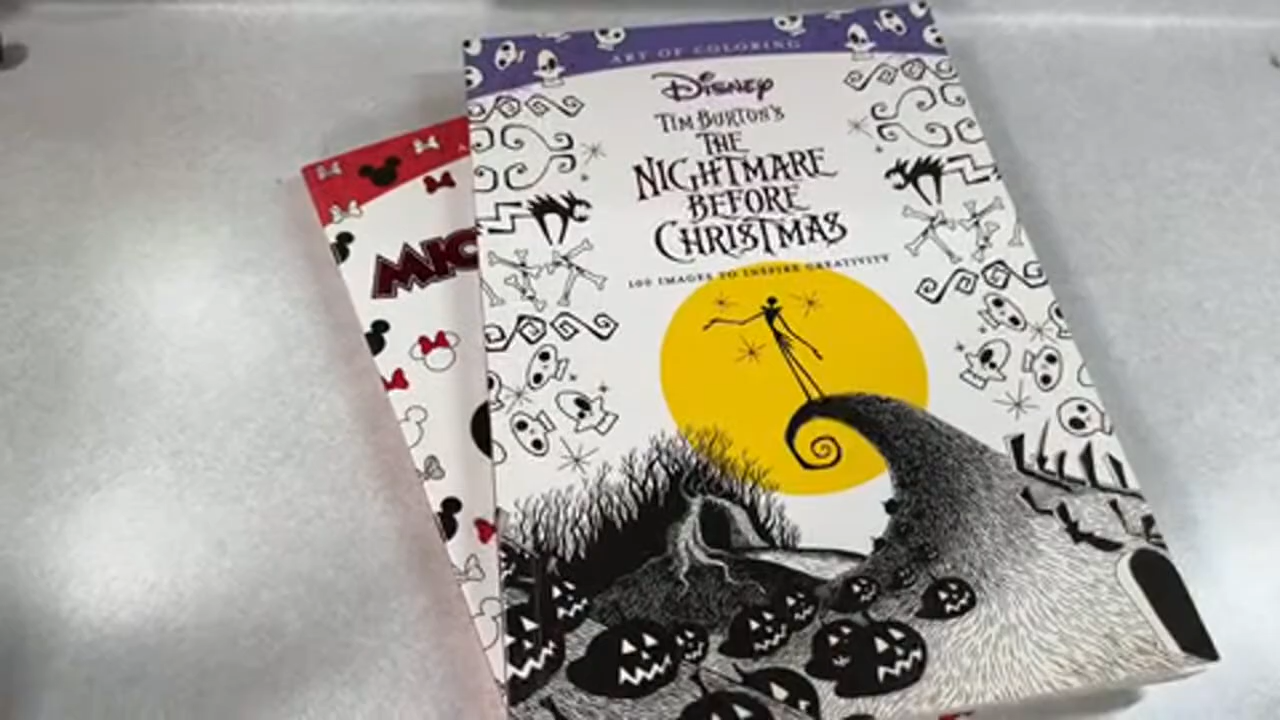 ART OF COLORING
Disney
TIM BURTON'S
THE
NIGHTMARE
BEFORE
CHRISTMAS
100 IMAGES TO INSPIRE CREATIVITY
MIC